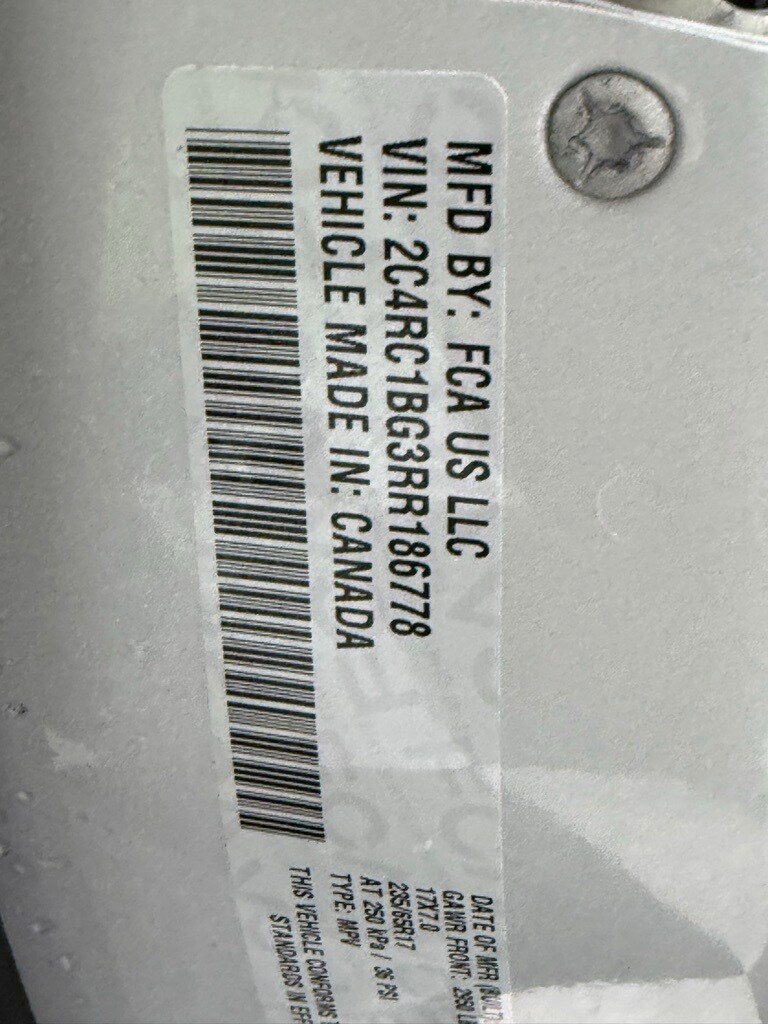 MFD BY: FCA US LLC
VIN: 2C4RC1BG3RR186778
VEHICLE MADE IN: CANADA
DATE OF MFR
GAWR FRONT: 2950
17X7.0
235/65R17
AT 250 kPa / 36 PSI
TYPE: MPV
THIS VEHICLE CONFORMS
STANDARDS IN